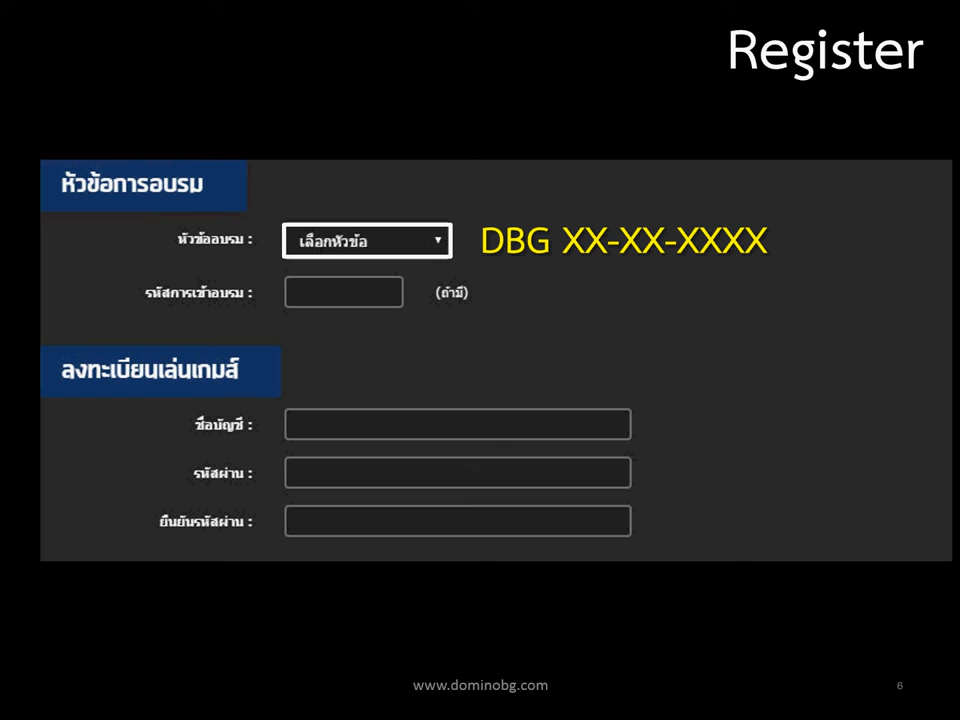 Register
หัวข้อการอบรม
หัวข้ออบรม : เลือกหัวข้อ DBG XX-XX-XXXX
รหัสการเข้าอบรม : (ถ้ามี)
ลงทะเบียนเล่นเกมส์
ชื่อบัญชี :
รหัสผ่าน :
ยืนยันรหัสผ่าน :
www.dominobg.com 6